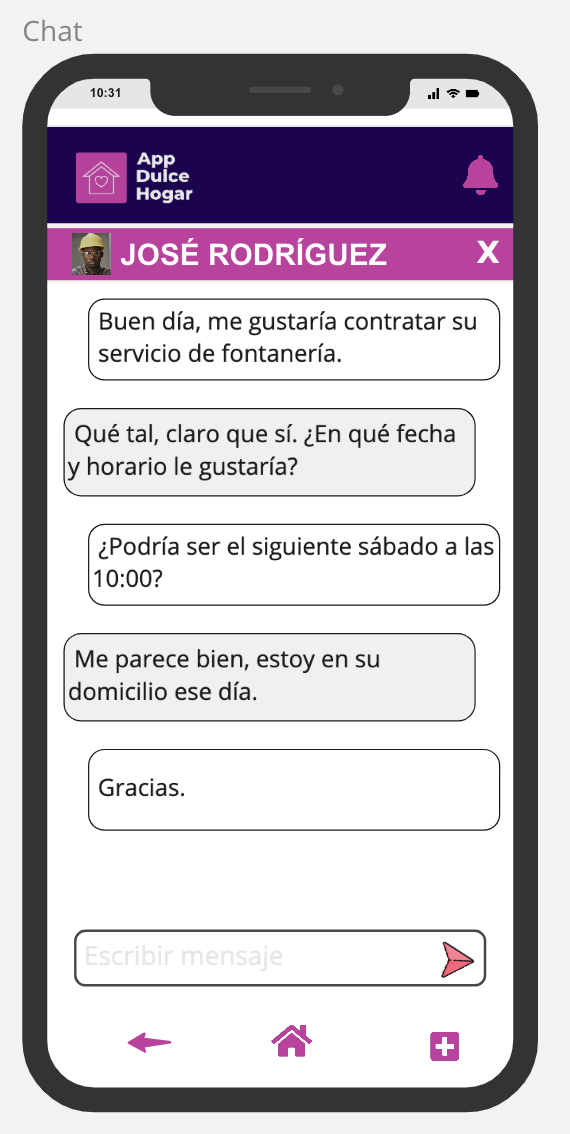 Chat
10:31
App
Dulce
Hogar
JOSÉ RODRÍGUEZ X
Buen día, me gustaría contratar su
servicio de fontanería.
Qué tal, claro que sí. ¿En qué fecha
y horario le gustaría?
¿Podría ser el siguiente sábado a las
10:00?
Me parece bien, estoy en su
domicilio ese día.
Gracias.
Escribir mensaje